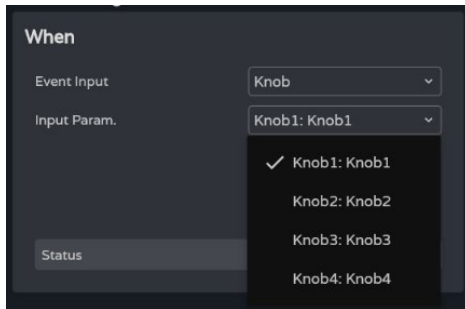 When
Event Input Knob
Input Param. Knob1: Knob1
Knob1: Knob1
Knob2: Knob2
Knob3: Knob3
Status
Knob4: Knob4